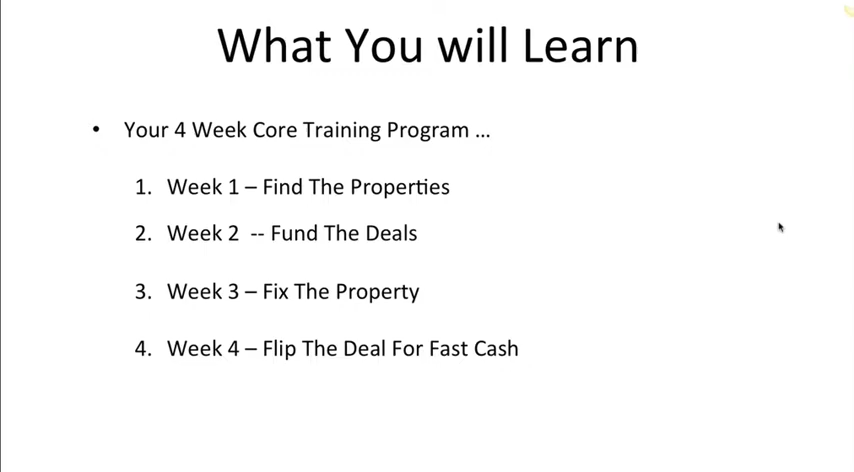 What You will Learn
• Your 4 Week Core Training Program ...
1. Week 1 – Find The Properties
2. Week 2 -- Fund The Deals
3. Week 3 – Fix The Property
4. Week 4 – Flip The Deal For Fast Cash